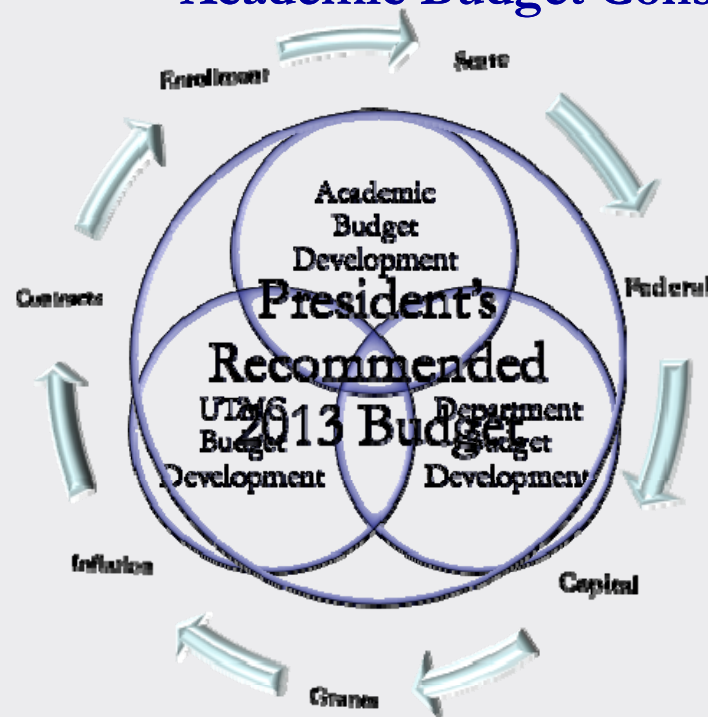 Academic Budget Cons
Enrollment
State
Academic
Budget
Development
President's
Contracts
Federal
Recommended
UTMC
Department
2013 Budget
Budget
Budget
Development
Development
Inflation
Capital
Grants